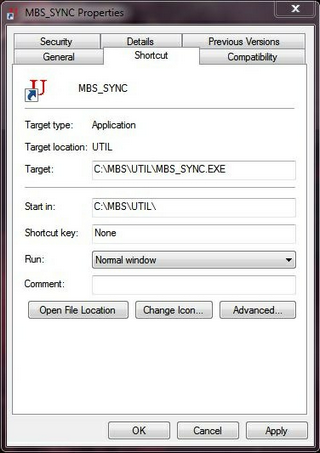 MBS_SYNC Properties
X
Security Details Previous Versions
General Shortcut Compatibility
U
MBS_SYNC
Target type: Application
Target location: UTIL
Target: C:\MBS\UTIL\MBS_SYNC.EXE
Start in: C:\MBS\UTIL\
Shortcut key: None
Run: Normal window
Comment:
Open File Location Change Icon... Advanced...
OK Cancel Apply